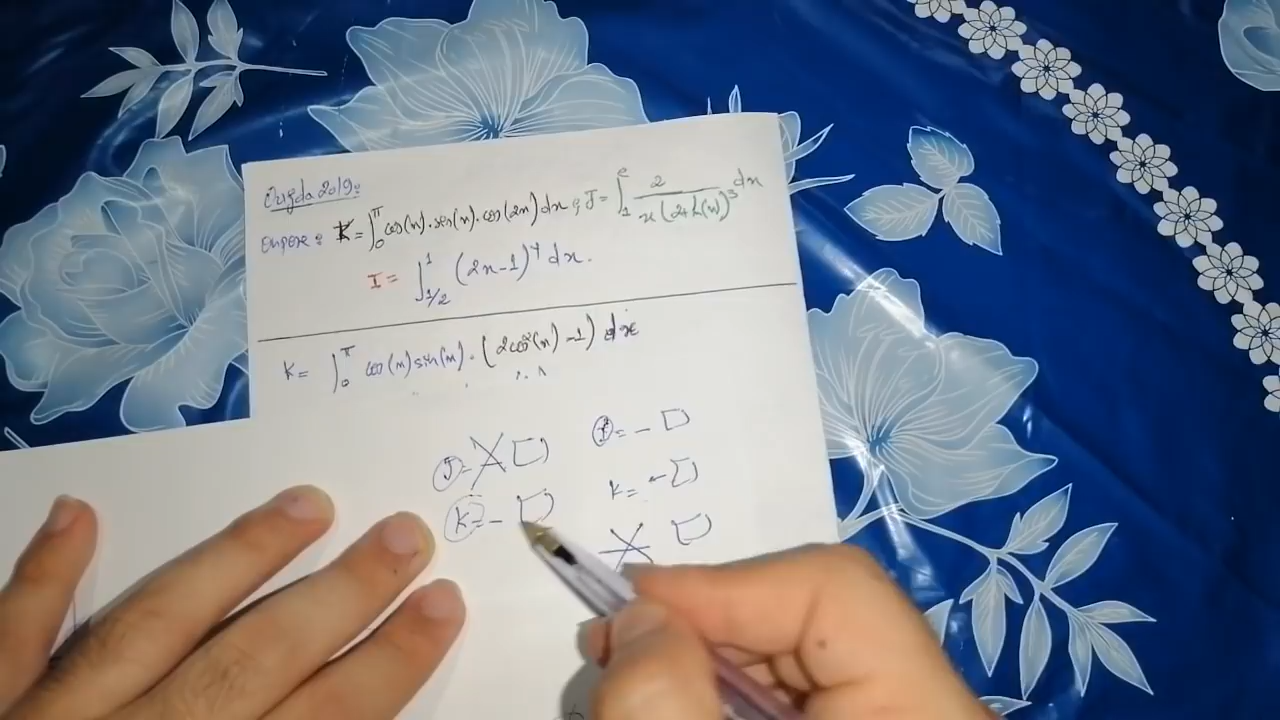 Oujda 2019:
K = ∫₀^π cos(x).sin(x).cos(2x) dx ; J = ∫₁^e 2/(x(2+ln(x))³) dx
I = ∫_{1/2}^1 (2x-1)⁴ dx.
K = ∫₀^π cos(x) sin(x). (2cos²(x) -1) dx
J =
K = -
= -
K = -